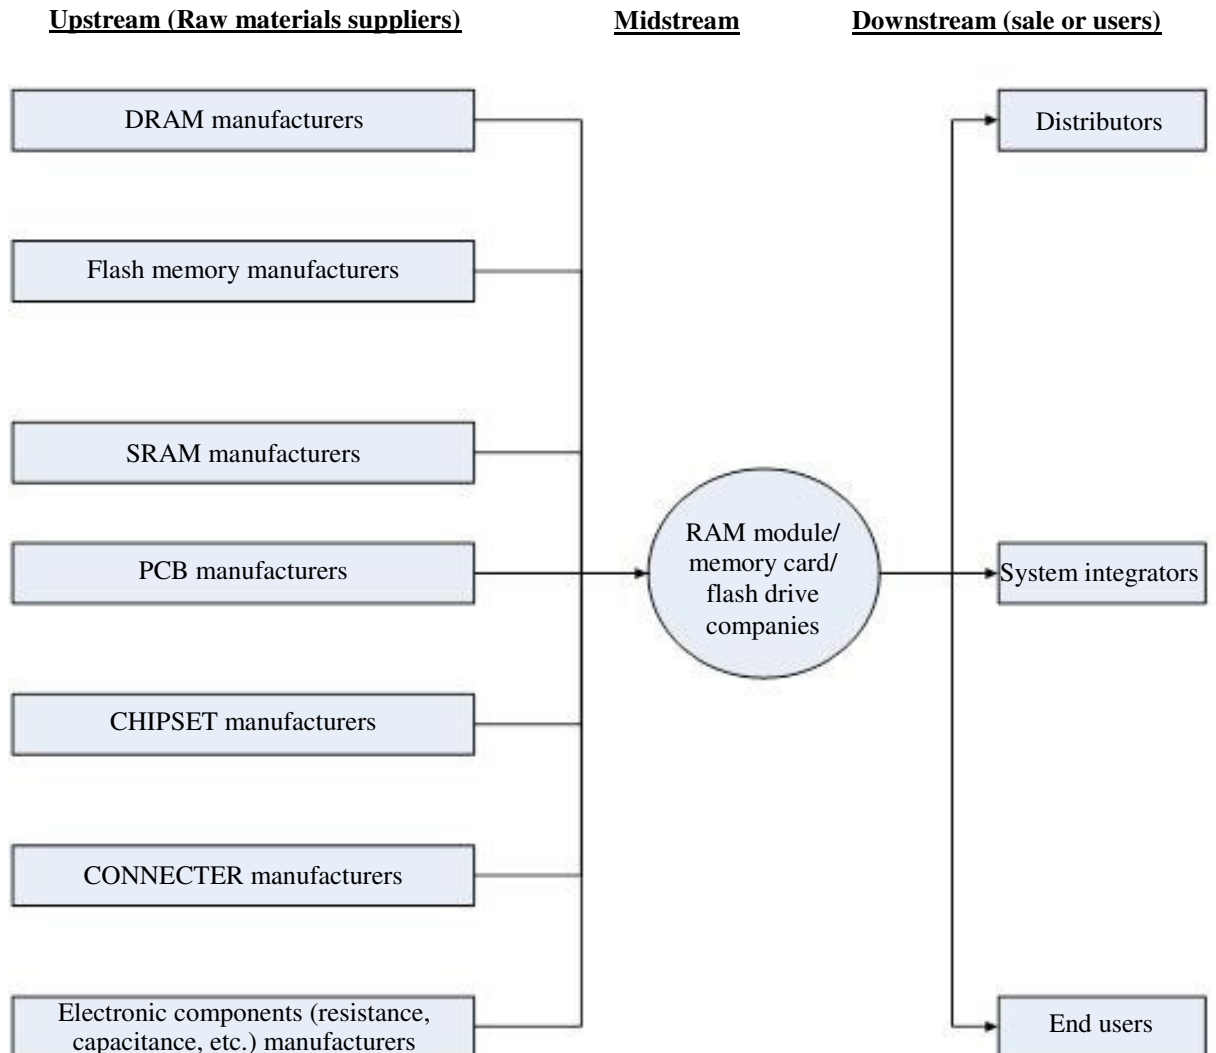 Upstream (Raw materials suppliers)
Midstream
Downstream (sale or users)
DRAM manufacturers
Distributors
Flash memory manufacturers
SRAM manufacturers
RAM module/
memory card/
flash drive
companies
PCB manufacturers
System integrators
CHIPSET manufacturers
CONNECTER manufacturers
Electronic components (resistance,
capacitance, etc.) manufacturers
End users